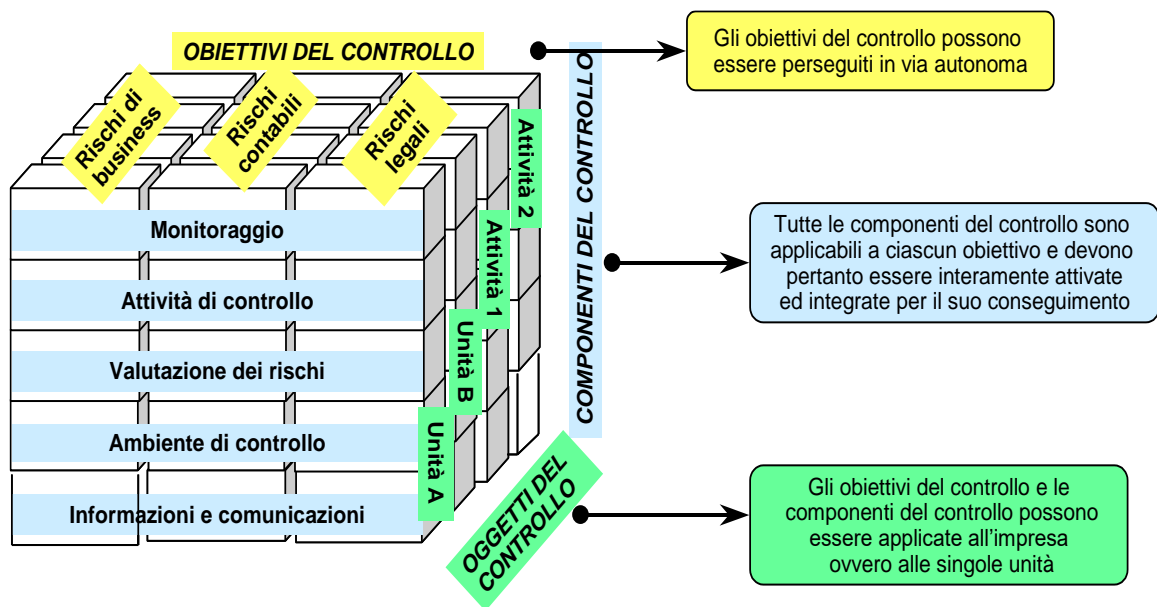 OBIETTIVI DEL CONTROLLO
Rischi di
business
Rischi
contabili
Rischi
legali
Monitoraggio
Attività di controllo
Valutazione dei rischi
Ambiente di controllo
Informazioni e comunicazioni
Unità A
Unità B
Attività 1
Attività 2
COMPONENTI DEL CONTROLLO
OGGETTI DEL
CONTROLLO
Gli obiettivi del controllo possono
essere perseguiti in via autonoma
Tutte le componenti del controllo sono
applicabili a ciascun obiettivo e devono
pertanto essere interamente attivate
ed integrate per il suo conseguimento
Gli obiettivi del controllo e le
componenti del controllo possono
essere applicate all’impresa
ovvero alle singole unità